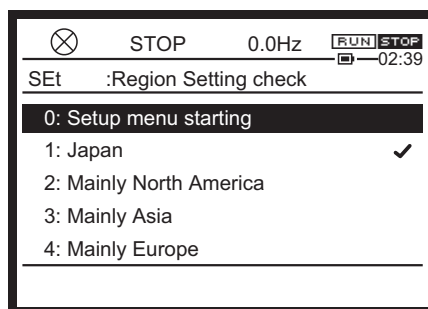 STOP 0.0Hz RUN STOP
02:39
SEt :Region Setting check
0: Setup menu starting
1: Japan
2: Mainly North America
3: Mainly Asia
4: Mainly Europe